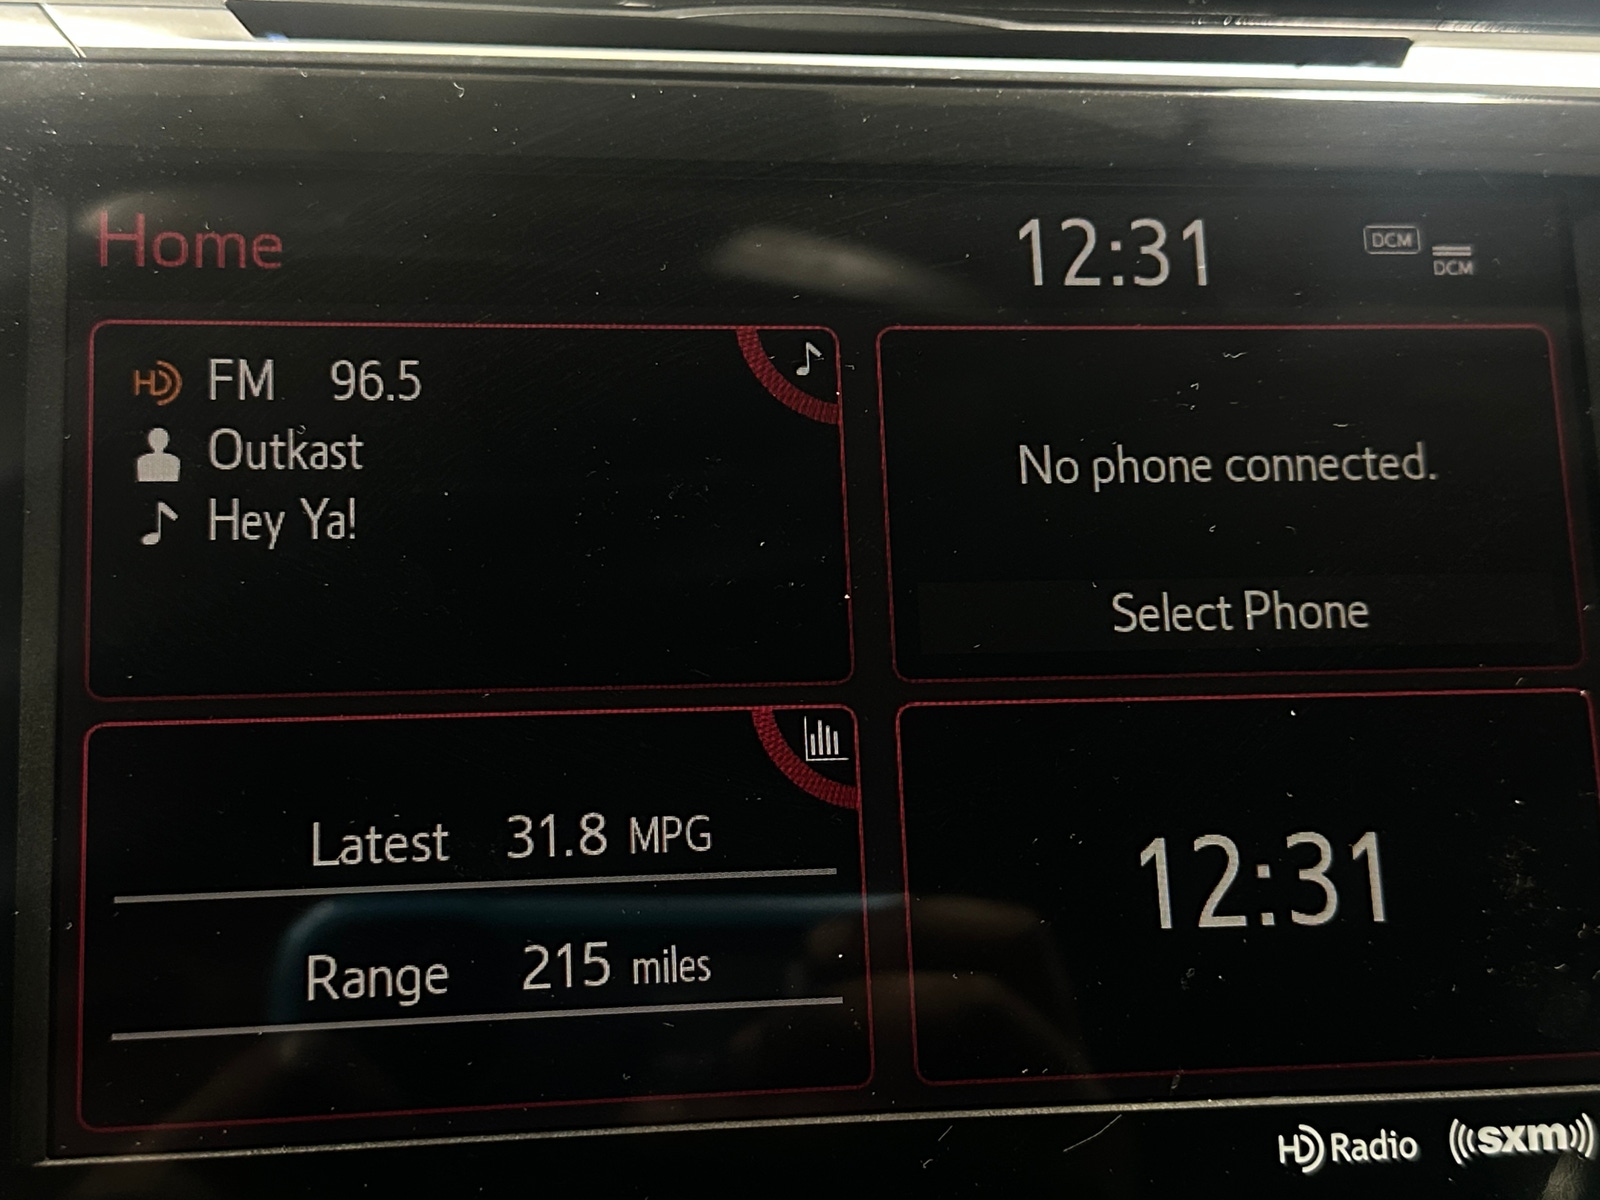 Home
12:31
DCM
DCM
HD FM 96.5
Outkast
Hey Ya!
No phone connected.
Select Phone
Latest 31.8 MPG
Range 215 miles
12:31
HD Radio
((sxm))